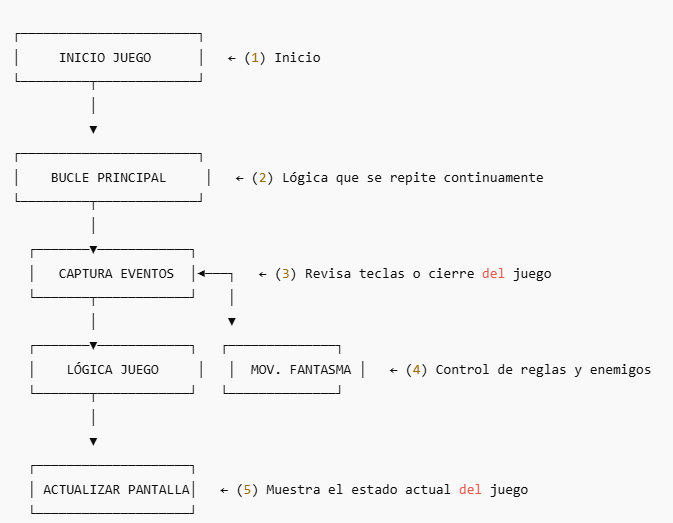 INICIO JUEGO ← (1) Inicio
BUCLE PRINCIPAL ← (2) Lógica que se repite continuamente
CAPTURA EVENTOS ← (3) Revisa teclas o cierre del juego
LÓGICA JUEGO MOV. FANTASMA ← (4) Control de reglas y enemigos
ACTUALIZAR PANTALLA ← (5) Muestra el estado actual del juego